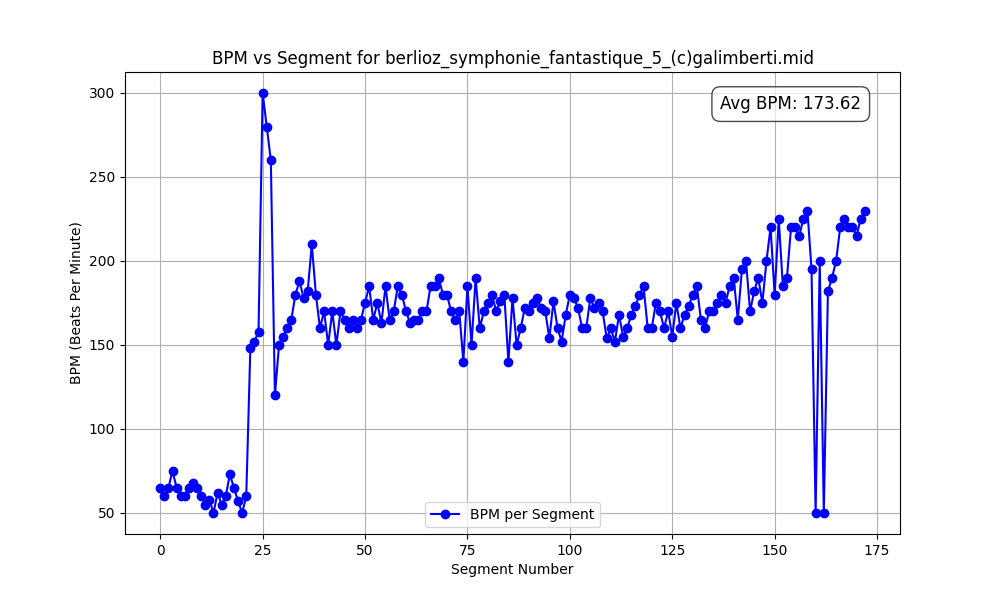 BPM vs Segment for berlioz_symphonie_fantastique_5_(c)galimberti.mid
Avg BPM: 173.62
BPM (Beats Per Minute)
300
250
200
150
100
50
BPM per Segment
0 25 50 75 100 125 150 175
Segment Number